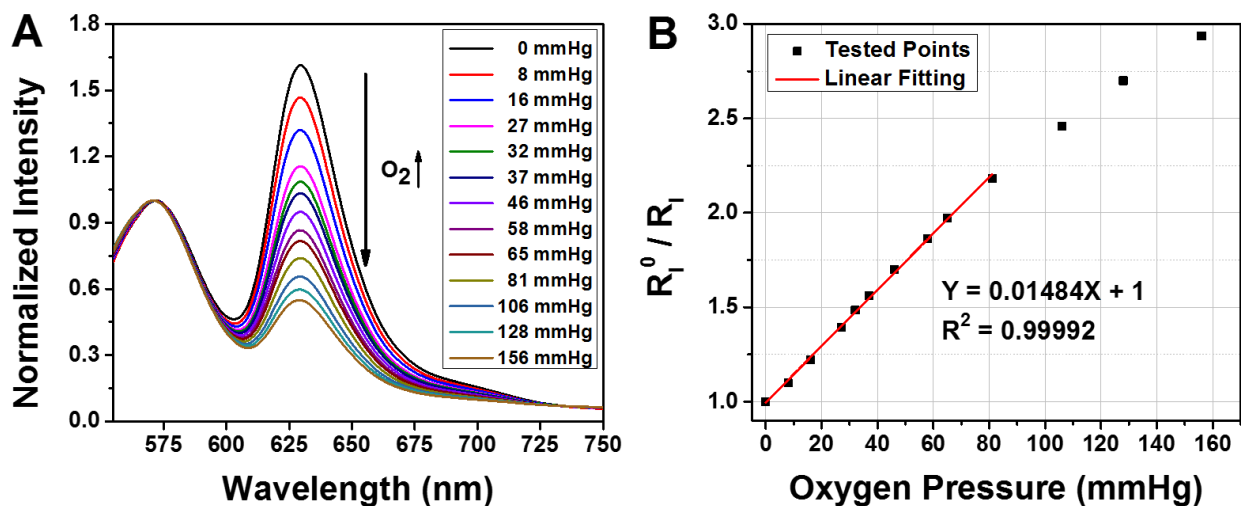 A
1.8
1.5
1.2
0.9
0.6
0.3
0.0
Normalized Intensity
575 600 625 650 675 700 725 750
Wavelength (nm)
O2
0 mmHg
8 mmHg
16 mmHg
27 mmHg
32 mmHg
37 mmHg
46 mmHg
58 mmHg
65 mmHg
81 mmHg
106 mmHg
128 mmHg
156 mmHg
B
3.0
2.5
2.0
1.5
1.0
RI0 / RI
Tested Points
Linear Fitting
Y = 0.01484X + 1
R2 = 0.99992
0 20 40 60 80 100 120 140 160
Oxygen Pressure (mmHg)